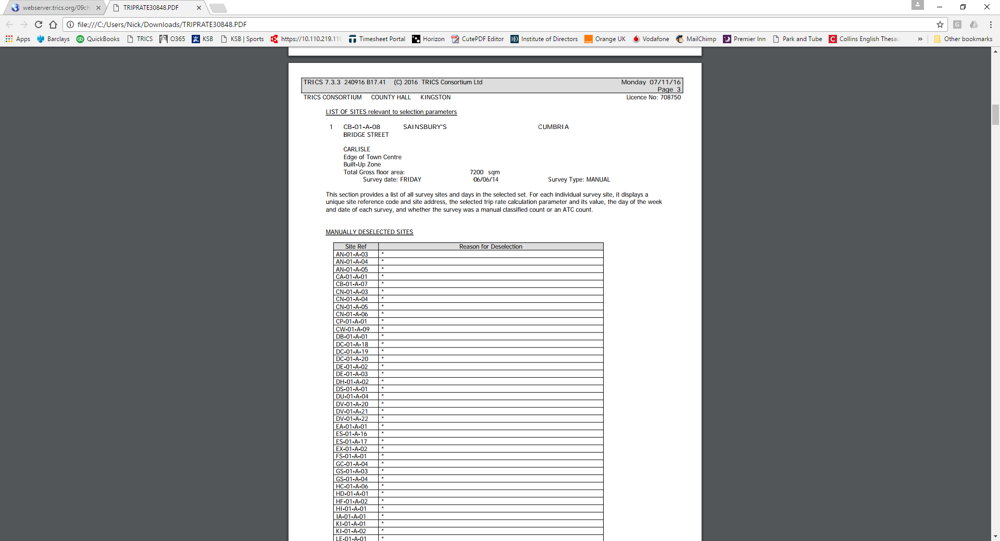 webserver.trics.org/09ch
TRIPRATE30848.PDF
file:///C:/Users/Nick/Downloads/TRIPRATE30848.PDF
Apps Barclays QuickBooks TRICS O365 KSB KSB | Sports https://10.110.219.11 Timesheet Portal Horizon CutePDF Editor Institute of Directors Orange UK Vodafone MailChimp Premier Inn Park and Tube Collins English Thesau » Other bookmarks
TRICS 7.3.3 240916 B17.41 (C) 2016 TRICS Consortium Ltd Monday 07/11/16
Page 3
TRICS CONSORTIUM COUNTY HALL KINGSTON Licence No: 708750
LIST OF SITES relevant to selection parameters
1 CB-01-A-08 SAINSBURY'S CUMBRIA
BRIDGE STREET
CARLISLE
Edge of Town Centre
Built-Up Zone
Total Gross floor area: 7200 sqm
Survey date: FRIDAY 06/06/14 Survey Type: MANUAL
This section provides a list of all survey sites and days in the selected set. For each individual survey site, it displays a
unique site reference code and site address, the selected trip rate calculation parameter and its value, the day of the week
and date of each survey, and whether the survey was a manual classified count or an ATC count.
MANUALLY DESELECTED SITES
Site Ref Reason for Deselection
AN-01-A-03 *
AN-01-A-04 *
AN-01-A-05 *
CA-01-A-01 *
CB-01-A-07 *
CN-01-A-03 *
CN-01-A-04 *
CN-01-A-05 *
CN-01-A-06 *
CP-01-A-01 *
CW-01-A-09 *
DB-01-A-01 *
DC-01-A-18 *
DC-01-A-19 *
DC-01-A-20 *
DE-01-A-02 *
DE-01-A-03 *
DH-01-A-02 *
DS-01-A-01 *
DU-01-A-04 *
DV-01-A-20 *
DV-01-A-21 *
DV-01-A-22 *
EA-01-A-01 *
ES-01-A-16 *
ES-01-A-17 *
EX-01-A-02 *
FS-01-A-01 *
GC-01-A-04 *
GS-01-A-03 *
GS-01-A-04 *
HC-01-A-06 *
HD-01-A-01 *
HF-01-A-02 *
HI-01-A-01 *
IA-01-A-01 *
KI-01-A-01 *
KI-01-A-02 *
LE-01-A-01 *